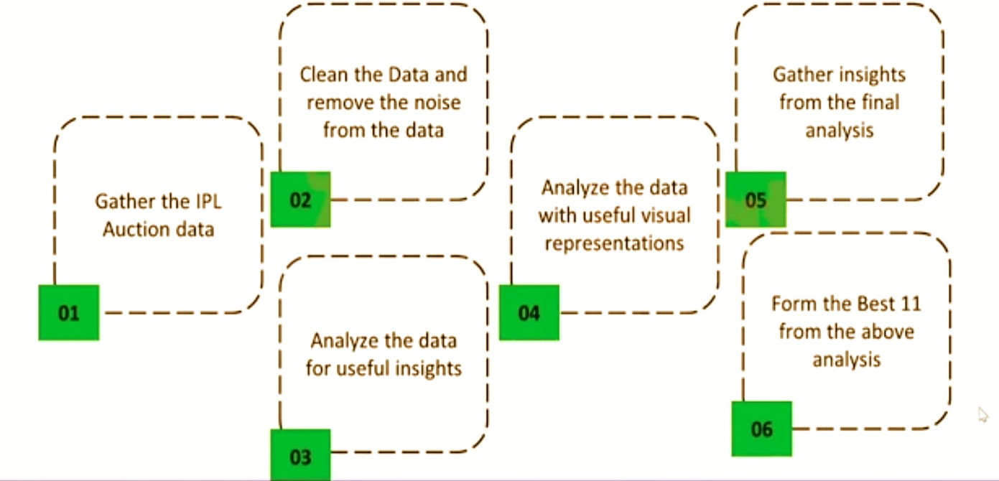 Gather the IPL
Auction data
01
Clean the Data and
remove the noise
from the data
02
Analyze the data
for useful insights
03
Analyze the data
with useful visual
representations
04
Gather insights
from the final
analysis
05
Form the Best 11
from the above
analysis
06